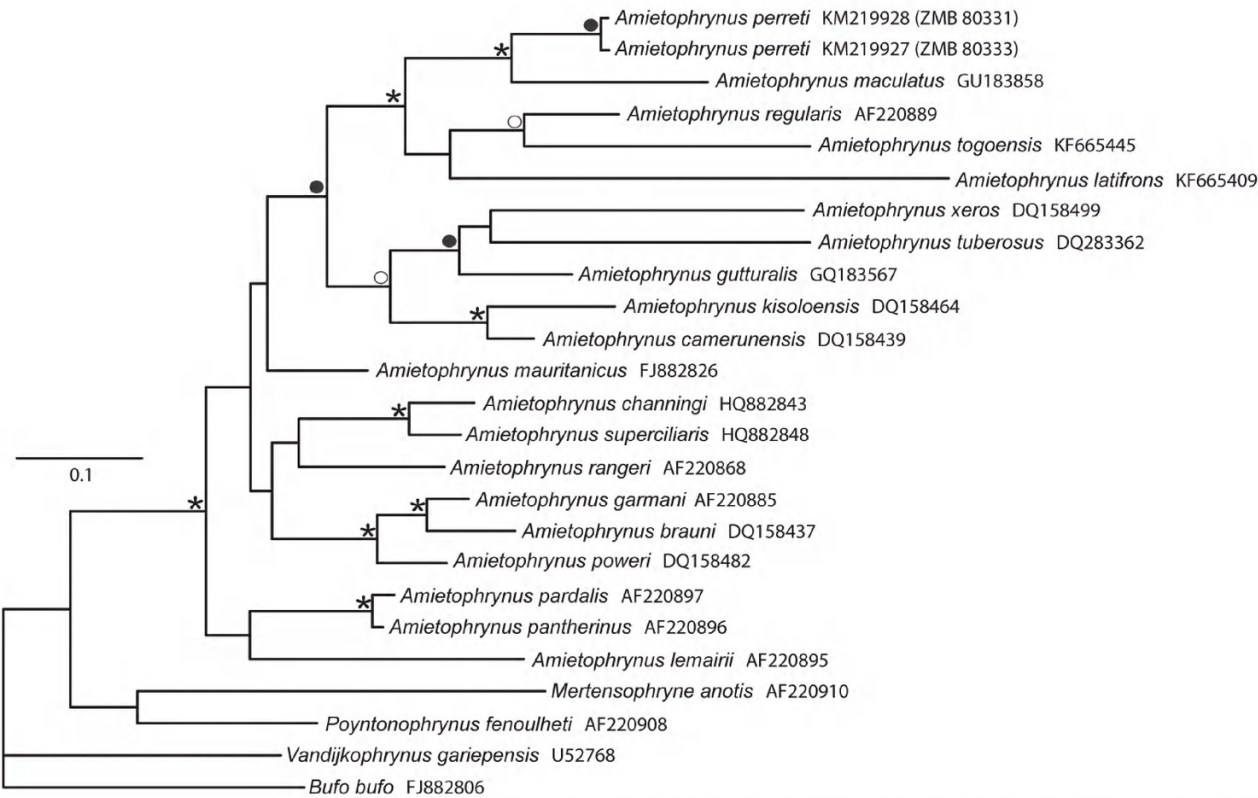 Amietophrynus perreti KM219928 (ZMB 80331)
Amietophrynus perreti KM219927 (ZMB 80333)
Amietophrynus maculatus GU183858
Amietophrynus regularis AF220889
Amietophrynus togoensis KF665445
Amietophrynus latifrons KF665409
Amietophrynus xeros DQ158499
Amietophrynus tuberosus DQ283362
Amietophrynus gutturalis GQ183567
Amietophrynus kisoloensis DQ158464
Amietophrynus camerunensis DQ158439
Amietophrynus mauritanicus FJ882826
Amietophrynus channingi HQ882843
Amietophrynus superciliaris HQ882848
Amietophrynus rangeri AF220868
0.1
Amietophrynus garmani AF220885
Amietophrynus brauni DQ158437
Amietophrynus poweri DQ158482
Amietophrynus pardalis AF220897
Amietophrynus pantherinus AF220896
Amietophrynus lemairii AF220895
Mertensophryne anotis AF220910
Poyntonophrynus fenoulheti AF220908
Vandijkophrynus gariepensis U52768
Bufo bufo FJ882806